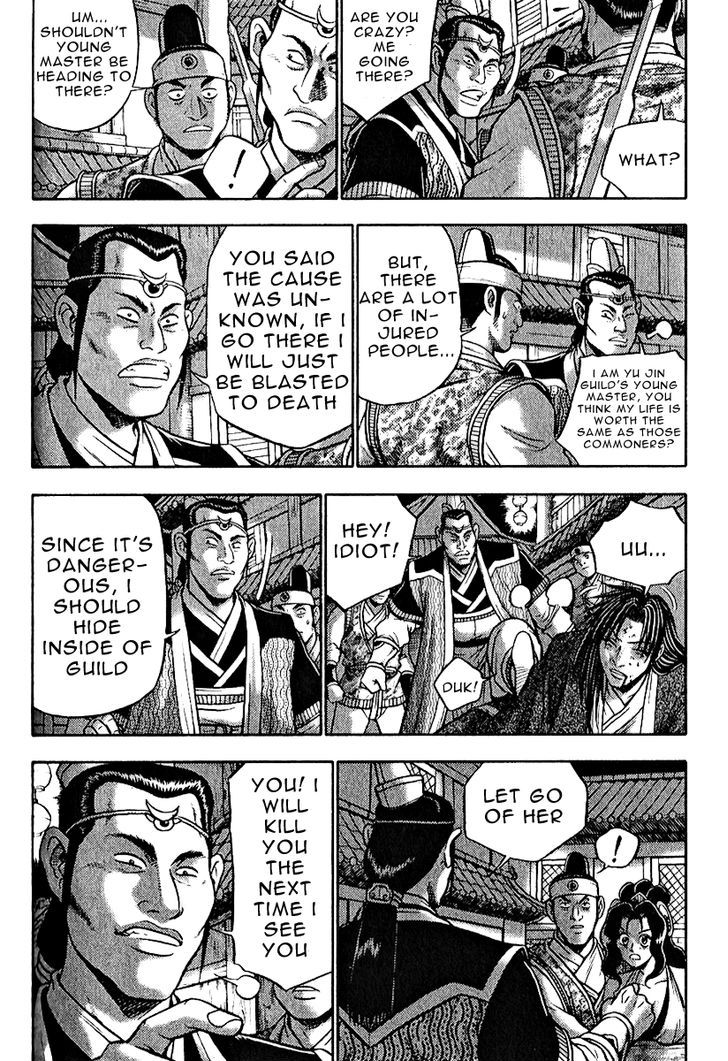 UM...
SHOULDN'T
YOUNG
MASTER BE
HEADING TO
THERE?
!
ARE YOU
CRAZY?
ME
GOING
THERE?
WHAT?
YOU SAID
THE CAUSE
WAS UN-
KNOWN, IF I
GO THERE I
WILL JUST
BE BLASTED
TO DEATH
BUT,
THERE
ARE A LOT
OF IN-
JURED
PEOPLE...
I AM YU JIN
GUILD'S YOUNG
MASTER, YOU
THINK MY LIFE IS
WORTH THE
SAME AS THOSE
COMMONERS?
SINCE IT'S
DANGER-
OUS, I
SHOULD
HIDE
INSIDE OF
GUILD
HEY!
IDIOT!
UU...
DUK!
YOU! I
WILL
KILL
YOU
THE
NEXT
TIME I
SEE
YOU
LET GO
OF HER
!